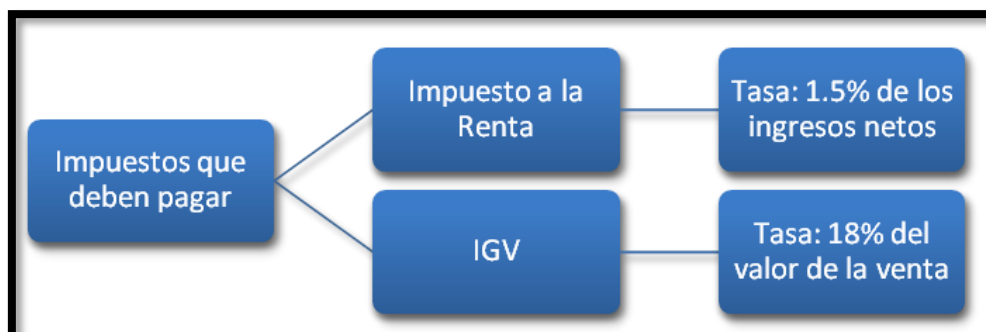 Impuestos que
deben pagar
Impuesto a la
Renta
Tasa: 1.5% de los
ingresos netos
IGV
Tasa: 18% del
valor de la venta